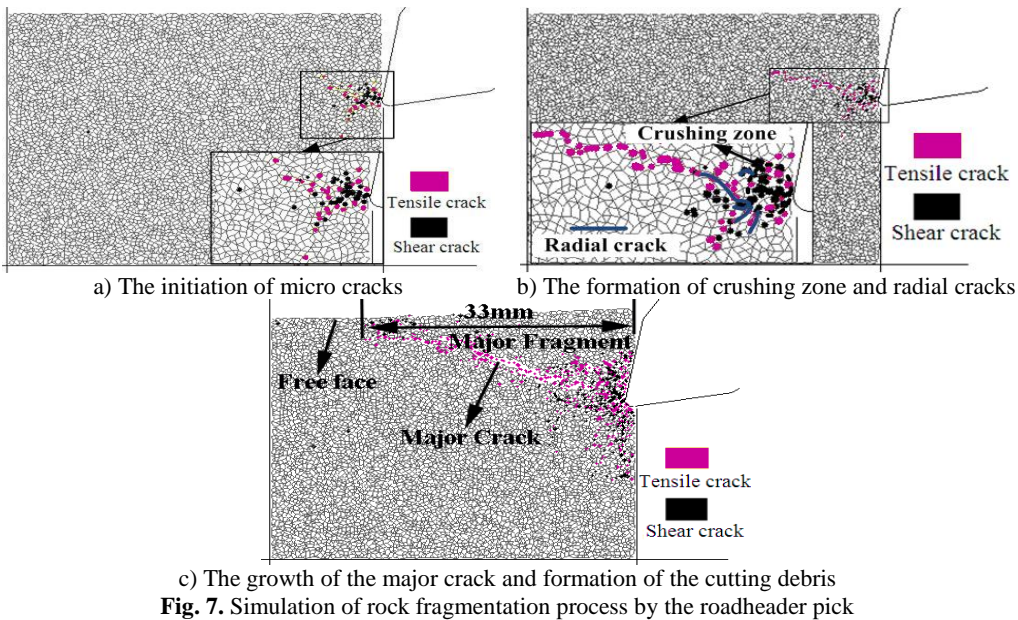 Tensile crack
Shear crack
a) The initiation of micro cracks
Crushing zone
Radial crack
Tensile crack
Shear crack
b) The formation of crushing zone and radial cracks
33mm
Major Fragment
Free face
Major Crack
Tensile crack
Shear crack
c) The growth of the major crack and formation of the cutting debris
Fig. 7. Simulation of rock fragmentation process by the roadheader pick